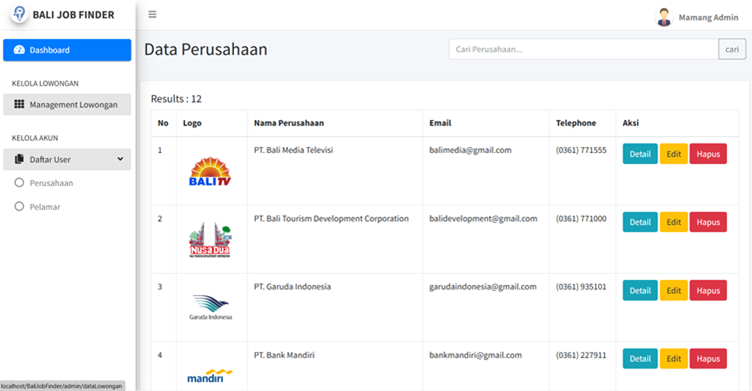 BALI JOB FINDER
Mamang Admin
Dashboard
Data Perusahaan
Cari Perusahaan...
cari
KELOLA LOWONGAN
Management Lowongan
KELOLA AKUN
Daftar User
Perusahaan
Pelamar
Results : 12
No Logo Nama Perusahaan Email Telephone Aksi
1 BALI TV PT. Bali Media Televisi balimedia@gmail.com (0361) 771555 Detail Edit Hapus
2 NUSA DUA PT. Bali Tourism Development Corporation balidevelopment@gmail.com (0361) 771000 Detail Edit Hapus
3 Garuda Indonesia PT. Garuda Indonesia garudaindonesia@gmail.com (0361) 935101 Detail Edit Hapus
4 mandiri PT. Bank Mandiri bankmandiri@gmail.com (0361) 227911 Detail Edit Hapus
localhost/BaliJobFinder/admin/dataLowongan